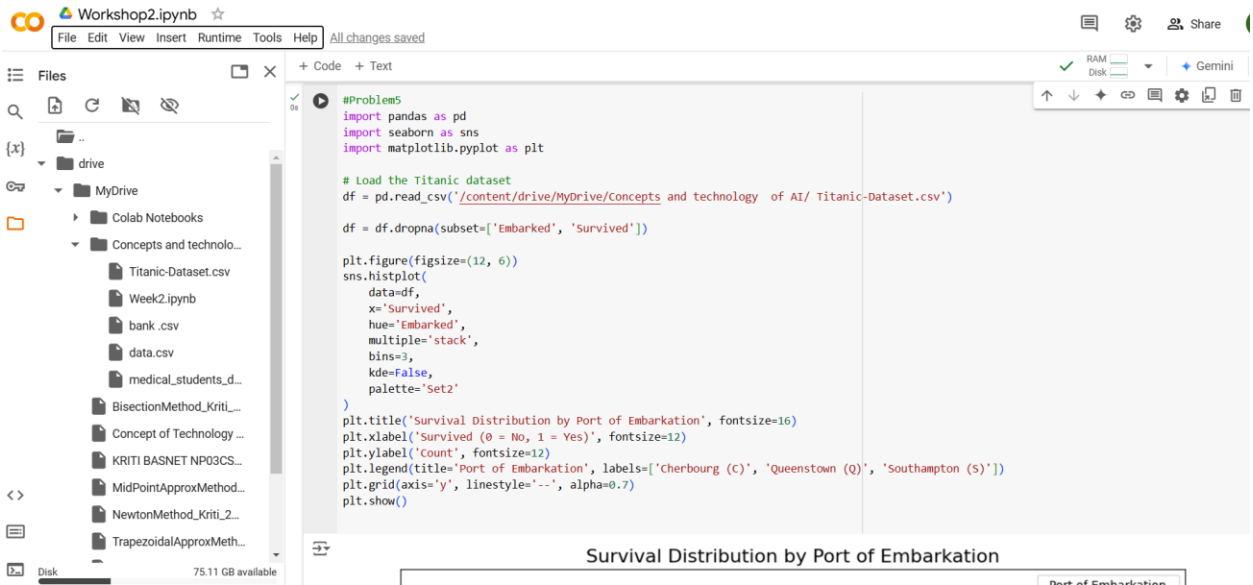 CO Workshop2.ipynb
File Edit View Insert Runtime Tools Help All changes saved
Share
Files
+ Code + Text
RAM
Disk
Gemini
..
{x}
drive
MyDrive
Colab Notebooks
Concepts and technolo...
Titanic-Dataset.csv
Week2.ipynb
bank .csv
data.csv
medical_students_d...
BisectionMethod_Kriti_...
Concept of Technology ...
KRITI BASNET NP03CS...
MidPointApproxMethod...
NewtonMethod_Kriti_2...
TrapezoidalApproxMeth...
<>
Disk 75.11 GB available
0s
#Problem5
import pandas as pd
import seaborn as sns
import matplotlib.pyplot as plt
# Load the Titanic dataset
df = pd.read_csv('/content/drive/MyDrive/Concepts and technology  of AI/ Titanic-Dataset.csv')
df = df.dropna(subset=['Embarked', 'Survived'])
plt.figure(figsize=(12, 6))
sns.histplot(
    data=df,
    x='Survived',
    hue='Embarked',
    multiple='stack',
    bins=3,
    kde=False,
    palette='Set2'
)
plt.title('Survival Distribution by Port of Embarkation', fontsize=16)
plt.xlabel('Survived (0 = No, 1 = Yes)', fontsize=12)
plt.ylabel('Count', fontsize=12)
plt.legend(title='Port of Embarkation', labels=['Cherbourg (C)', 'Queenstown (Q)', 'Southampton (S)'])
plt.grid(axis='y', linestyle='--', alpha=0.7)
plt.show()
Survival Distribution by Port of Embarkation
Port of Embarkation